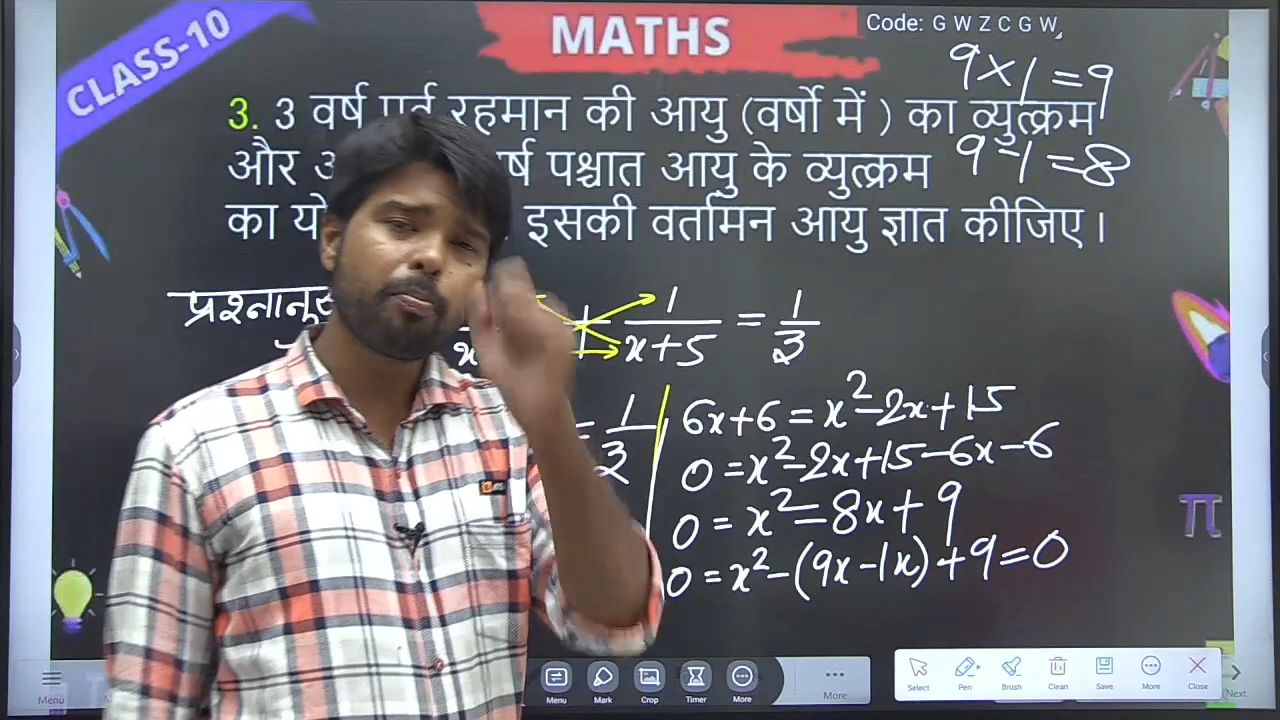 CLASS-10
MATHS
Code: G W Z C G W
9×1=9
3. 3 वर्ष पूर्व रहमान की आयु (वर्षो में ) का व्युत्क्रम
और पश्चात आयु के व्युत्क्रम
9-1=8
का इसकी वर्तामन आयु ज्ञात कीजिए।
1/(x+5) = 1/3
= 1/3
6x+6 = x²-2x+15
0 = x²-2x+15-6x-6
0 = x²-8x+9
0 = x²-(9x-1x)+9=0
π
Menu
Menu Mark Crop Timer More
More
Select Pen Brush Clean Save More Close
Next